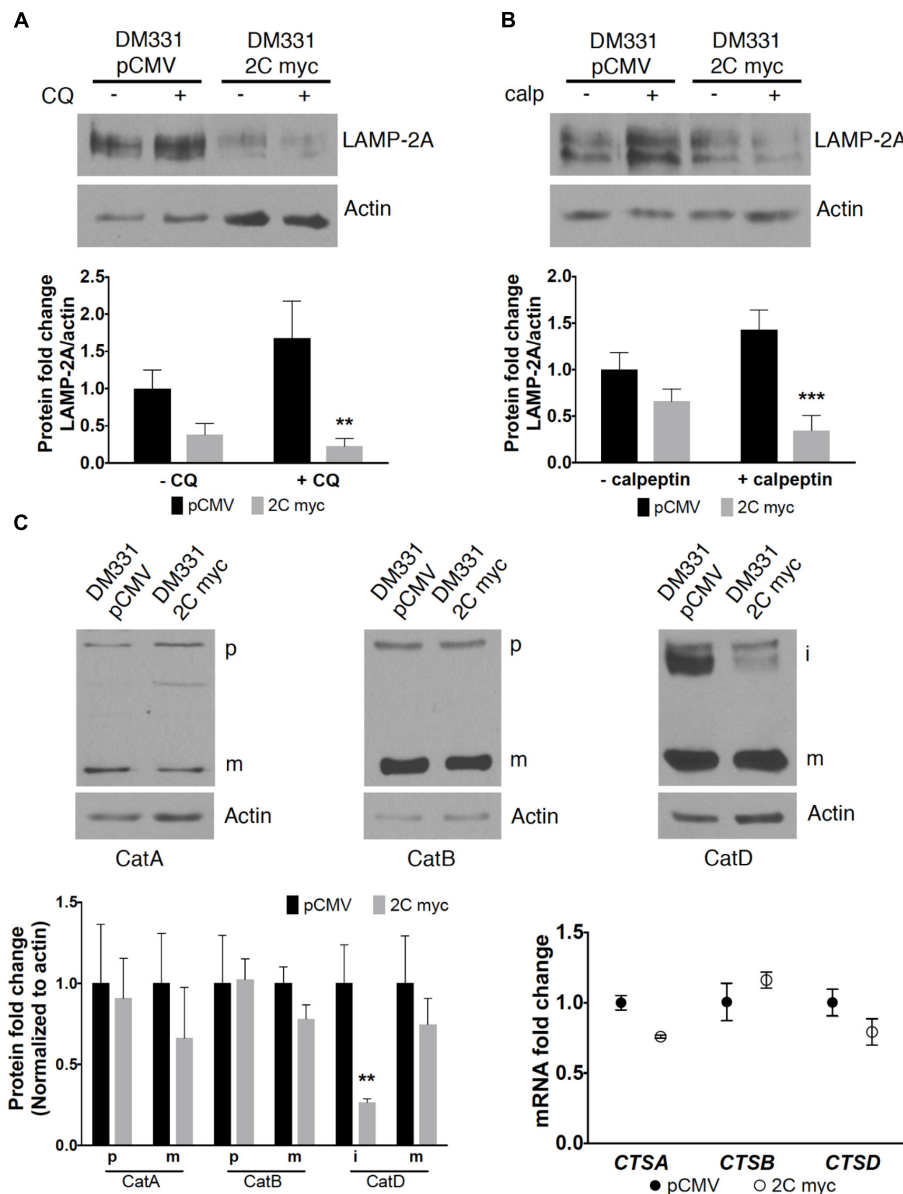 A
DM331 pCMV
DM331 2C myc
CQ - + - +
LAMP-2A
Actin
Protein fold change LAMP-2A/actin
2.5
2.0
1.5
1.0
0.5
0.0
**
- CQ
+ CQ
pCMV
2C myc
B
DM331 pCMV
DM331 2C myc
calp - + - +
LAMP-2A
Actin
Protein fold change LAMP-2A/actin
2.0
1.5
1.0
0.5
0.0
***
- calpeptin
+ calpeptin
pCMV
2C myc
C
DM331 pCMV
DM331 2C myc
p
m
Actin
CatA
DM331 pCMV
DM331 2C myc
p
m
Actin
CatB
DM331 pCMV
DM331 2C myc
i
m
Actin
CatD
Protein fold change (Normalized to actin)
1.5
1.0
0.5
0.0
pCMV
2C myc
**
p m p m i m
CatA CatB CatD
mRNA fold change
1.5
1.0
0.5
0.0
CTSA CTSB CTSD
pCMV
2C myc